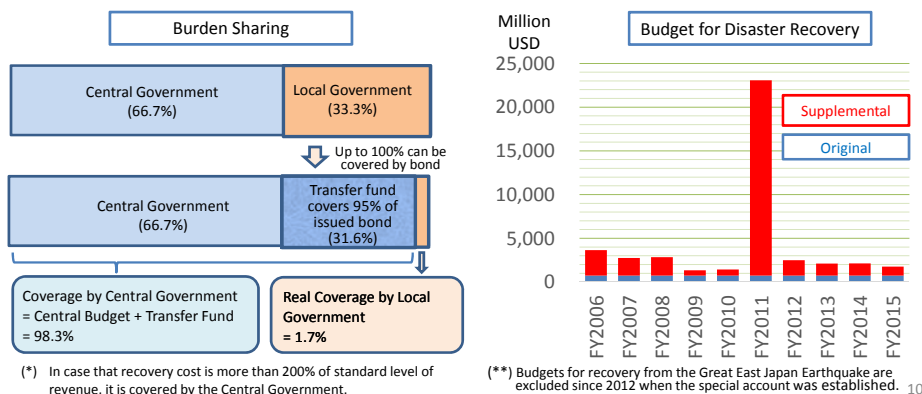 Burden Sharing
Central Government
(66.7%)
Local Government
(33.3%)
Up to 100% can be
covered by bond
Central Government
(66.7%)
Transfer fund
covers 95% of
issued bond
(31.6%)
Coverage by Central Government
= Central Budget + Transfer Fund
= 98.3%
Real Coverage by Local
Government
= 1.7%
(*) In case that recovery cost is more than 200% of standard level of
revenue, it is covered by the Central Government.
Million
USD
Budget for Disaster Recovery
25,000
20,000
15,000
10,000
5,000
0
Supplemental
Original
FY2006
FY2007
FY2008
FY2009
FY2010
FY2011
FY2012
FY2013
FY2014
FY2015
(**) Budgets for recovery from the Great East Japan Earthquake are
excluded since 2012 when the special account was established.
10